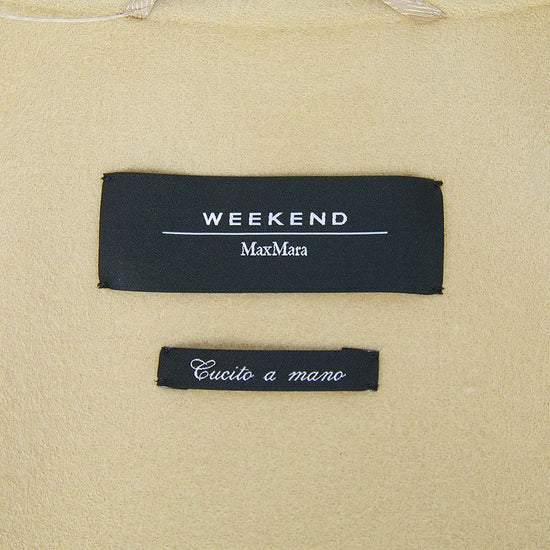 WEEKEND
MaxMara
Cucito a mano